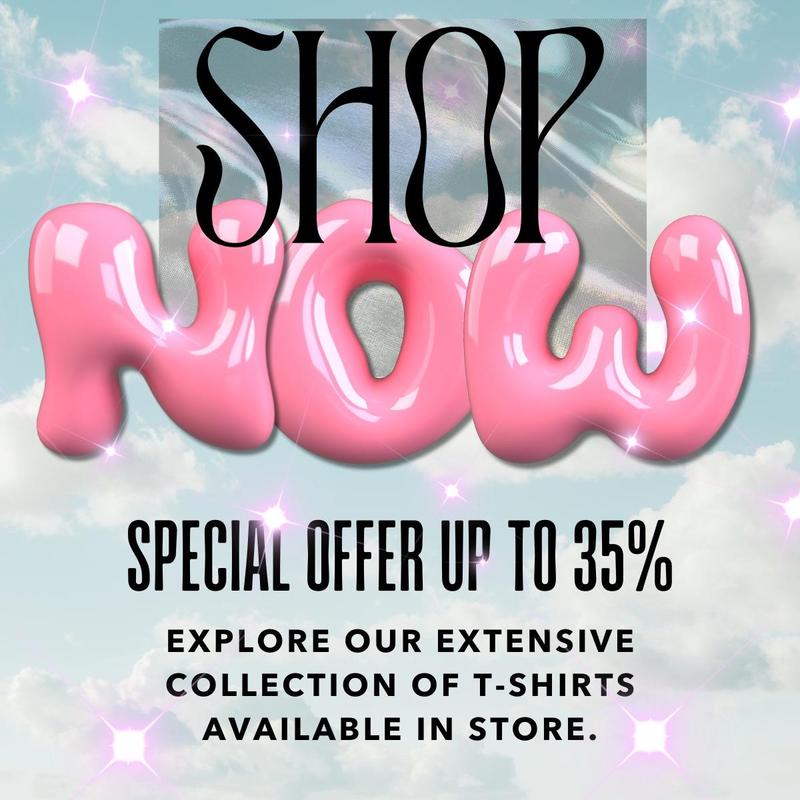 SHOP
NOW
SPECIAL OFFER UP TO 35%
EXPLORE OUR EXTENSIVE
COLLECTION OF T-SHIRTS
AVAILABLE IN STORE.